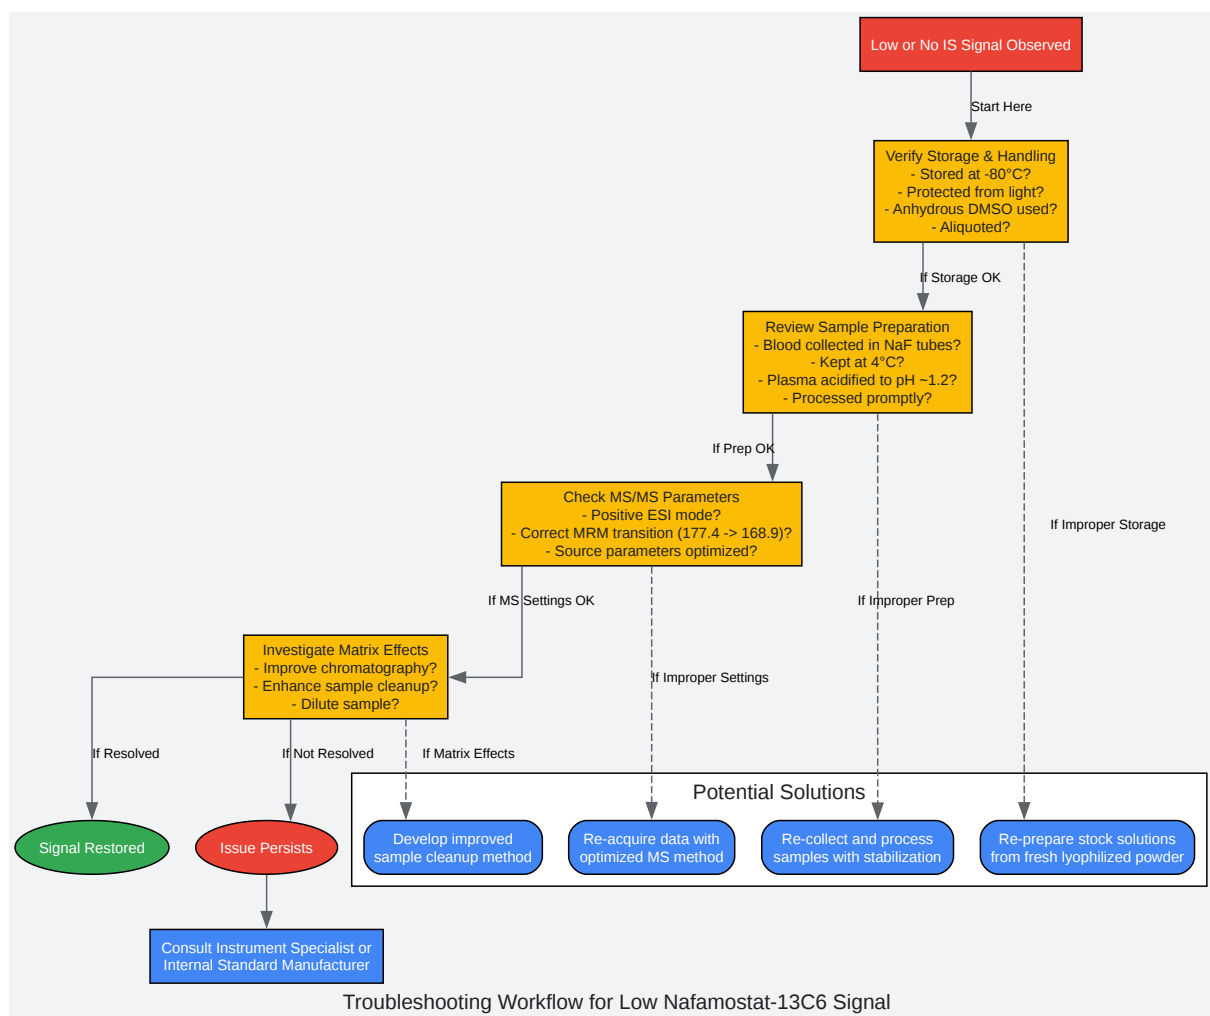 Low or No IS Signal Observed
Start Here
Verify Storage & Handling
- Stored at -80°C?
- Protected from light?
- Anhydrous DMSO used?
- Aliquoted?
If Storage OK
Review Sample Preparation
- Blood collected in NaF tubes?
- Kept at 4°C?
- Plasma acidified to pH ~1.2?
- Processed promptly?
If Prep OK
Check MS/MS Parameters
- Positive ESI mode?
- Correct MRM transition (177.4 -> 168.9)?
- Source parameters optimized?
If Improper Storage
If MS Settings OK
If Improper Prep
Investigate Matrix Effects
- Improve chromatography?
- Enhance sample cleanup?
- Dilute sample?
If Improper Settings
If Resolved
If Not Resolved
If Matrix Effects
Potential Solutions
Signal Restored
Issue Persists
Develop improved
sample cleanup method
Re-acquire data with
optimized MS method
Re-collect and process
samples with stabilization
Re-prepare stock solutions
from fresh lyophilized powder
Consult Instrument Specialist or
Internal Standard Manufacturer
Troubleshooting Workflow for Low Nafamostat-13C6 Signal